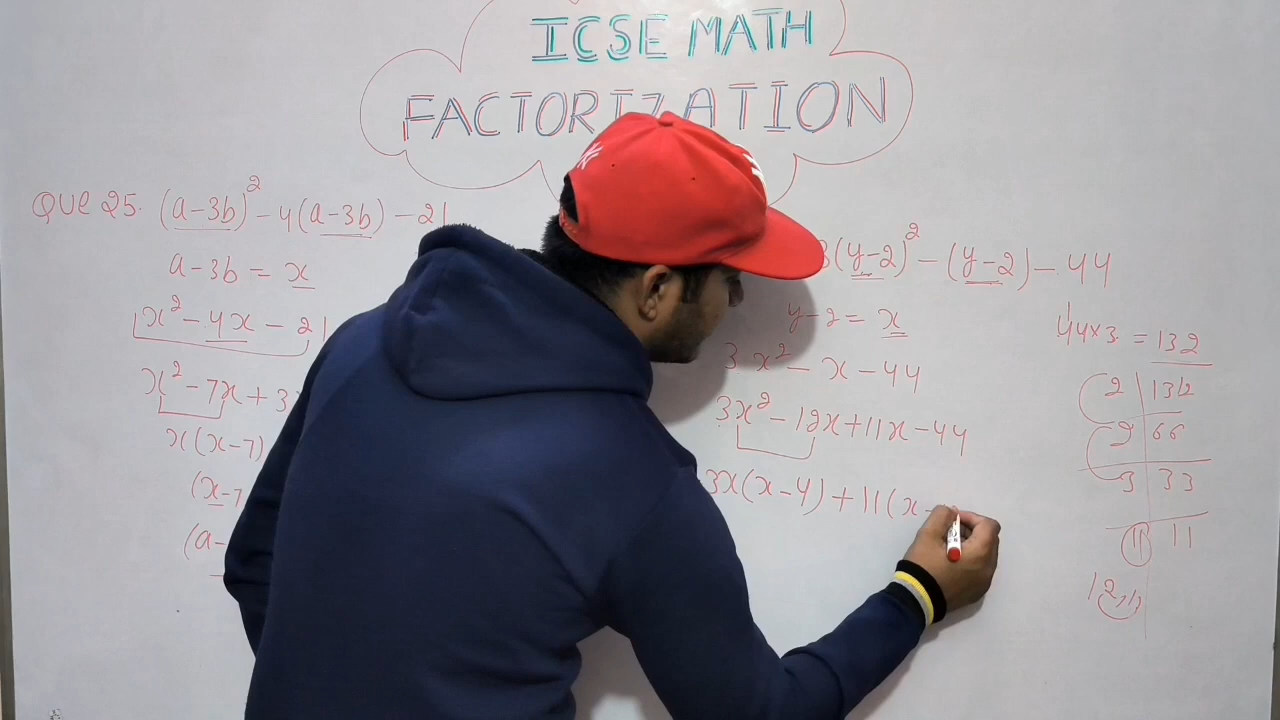 ICSE MATH
FACTORIZATION
QUE 25. (a-3b)² - 4(a-3b) - 21
a-3b = x
x² - 4x - 21
x² - 7x + 3
x(x-7)
(x-7
(a-
3(y-2)² - (y-2) - 44
y-2 = x
3x² - x - 44
3x² - 12x + 11x - 44
3x(x-4) + 11(x-
44×3 = 132
2 | 132
2 | 66
3 | 33
11 | 11
12, 11